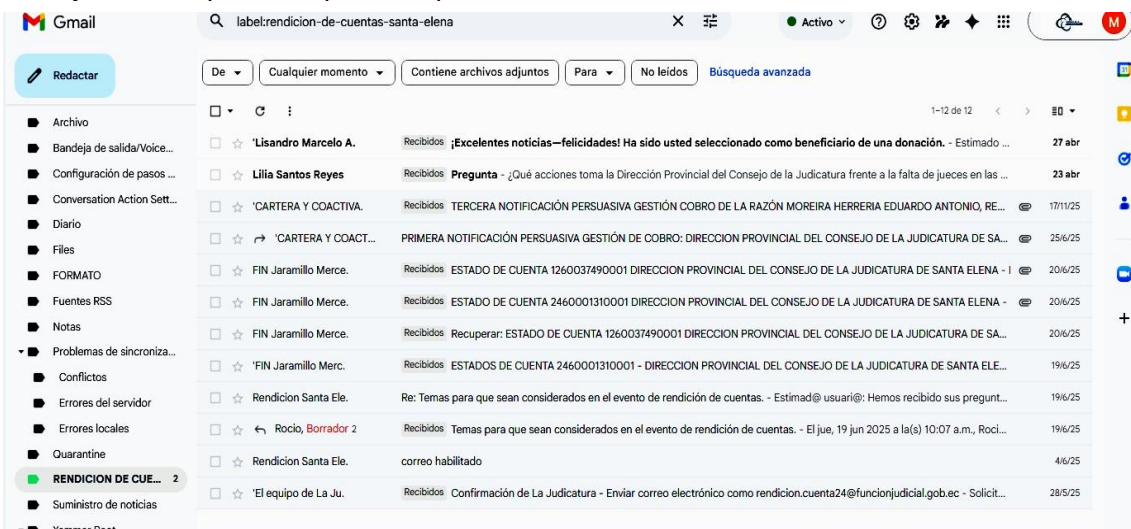 Gmail
label:rendicion-de-cuentas-santa-elena
Activo
M
Redactar
De
Cualquier momento
Contiene archivos adjuntos
Para
No leídos
Búsqueda avanzada
1–12 de 12
Archivo
Bandeja de salida/Voice...
Configuración de pasos ...
Conversation Action Sett...
Diario
Files
FORMATO
Fuentes RSS
Notas
Problemas de sincroniza...
Conflictos
Errores del servidor
Errores locales
Quarantine
RENDICION DE CUE... 2
Suministro de noticias
'Lisandro Marcelo A. Recibidos ¡Excelentes noticias—felicidades! Ha sido usted seleccionado como beneficiario de una donación. - Estimado ... 27 abr
Lilia Santos Reyes Recibidos Pregunta - ¿Qué acciones toma la Dirección Provincial del Consejo de la Judicatura frente a la falta de jueces en las ... 23 abr
'CARTERA Y COACTIVA. Recibidos TERCERA NOTIFICACIÓN PERSUASIVA GESTIÓN COBRO DE LA RAZÓN MOREIRA HERRERIA EDUARDO ANTONIO, RE... 17/11/25
'CARTERA Y COACT... PRIMERA NOTIFICACIÓN PERSUASIVA GESTIÓN DE COBRO: DIRECCION PROVINCIAL DEL CONSEJO DE LA JUDICATURA DE SA... 25/6/25
FIN Jaramillo Merce. Recibidos ESTADO DE CUENTA 1260037490001 DIRECCION PROVINCIAL DEL CONSEJO DE LA JUDICATURA DE SANTA ELENA - 20/6/25
FIN Jaramillo Merce. Recibidos ESTADO DE CUENTA 2460001310001 DIRECCION PROVINCIAL DEL CONSEJO DE LA JUDICATURA DE SANTA ELENA - 20/6/25
FIN Jaramillo Merce. Recibidos Recuperar: ESTADO DE CUENTA 1260037490001 DIRECCION PROVINCIAL DEL CONSEJO DE LA JUDICATURA DE SA... 20/6/25
'FIN Jaramillo Merc. Recibidos ESTADOS DE CUENTA 2460001310001 - DIRECCION PROVINCIAL DEL CONSEJO DE LA JUDICATURA DE SANTA ELE... 19/6/25
Rendicion Santa Ele. Re: Temas para que sean considerados en el evento de rendición de cuentas. - Estimad@ usuari@: Hemos recibido sus pregunt... 19/6/25
Rocio, Borrador 2 Recibidos Temas para que sean considerados en el evento de rendición de cuentas. - El jue, 19 jun 2025 a la(s) 10:07 a.m., Roci... 19/6/25
Rendicion Santa Ele. correo habilitado 4/6/25
'El equipo de La Ju. Recibidos Confirmación de La Judicatura - Enviar correo electrónico como rendicion.cuenta24@funcionjudicial.gob.ec - Solicit... 28/5/25